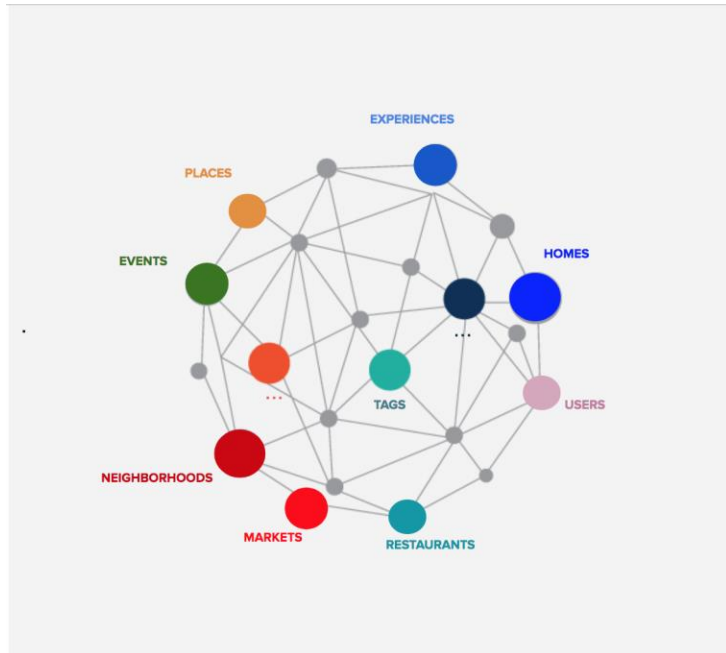 EXPERIENCES
PLACES
HOMES
EVENTS
.
...
...
TAGS
USERS
NEIGHBORHOODS
MARKETS
RESTAURANTS